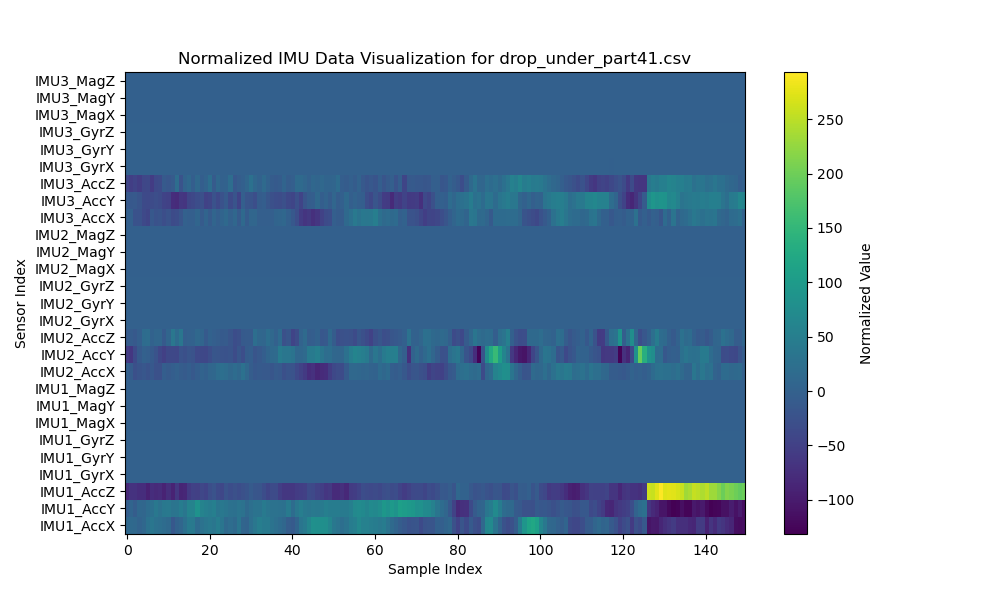 Normalized IMU Data Visualization for drop_under_part41.csv
IMU3_MagZ
IMU3_MagY
IMU3_MagX
IMU3_GyrZ
IMU3_GyrY
IMU3_GyrX
IMU3_AccZ
IMU3_AccY
IMU3_AccX
IMU2_MagZ
IMU2_MagY
IMU2_MagX
IMU2_GyrZ
IMU2_GyrY
IMU2_GyrX
IMU2_AccZ
IMU2_AccY
IMU2_AccX
IMU1_MagZ
IMU1_MagY
IMU1_MagX
IMU1_GyrZ
IMU1_GyrY
IMU1_GyrX
IMU1_AccZ
IMU1_AccY
IMU1_AccX
Sensor Index
0 20 40 60 80 100 120 140
Sample Index
250
200
150
100
50
0
−50
−100
Normalized Value